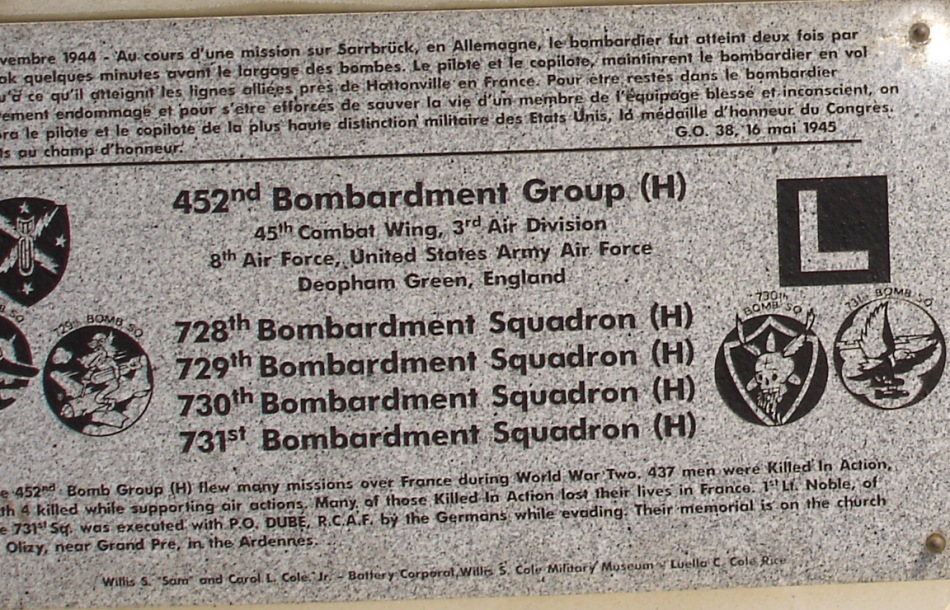 vembre 1944 - Au cours d'une mission sur Sarrbrück, en Allemagne, le bombardier fut atteint deux fois par
ak quelques minutes avant le largage des bombes. Le pilote et le copilote, maintinrent le bombardier en vol
u'à ce qu'il atteignit les lignes alliées près de Hattonville en France. Pour être restés dans le bombardier
ement endommagé et pour s'être efforcés de sauver la vie d'un membre de l'équipage blessé et inconscient, on
ra le pilote et le copilote de la plus haute distinction militaire des Etats Unis, la médaille d'honneur du Congres.
ts au champ d'honneur.
G.O. 38, 16 mai 1945
452nd Bombardment Group (H)
45th Combat Wing, 3rd Air Division
8th Air Force, United States Army Air Force
Deopham Green, England
L
728th Bombardment Squadron (H)
729th Bombardment Squadron (H)
730th Bombardment Squadron (H)
731st Bombardment Squadron (H)
SQ
729th BOMB SQ
730th BOMB SQ
731st BOMB SQ
e 452nd Bomb Group (H) flew many missions over France during World War Two. 437 men were Killed In Action,
th 4 killed while supporting air actions. Many of those Killed In Action lost their lives in France. 1st Lt. Noble, of
e 731st Sq. was executed with P.O. DUBE, R.C.A.F. by the Germans while evading. Their memorial is on the church
Olizy, near Grand Pre, in the Ardennes.
Willis S. "Sam" and Carol L. Cole, Jr. - Battery Corporal Willis S. Cole Military Museum - Luella C. Cole Rice